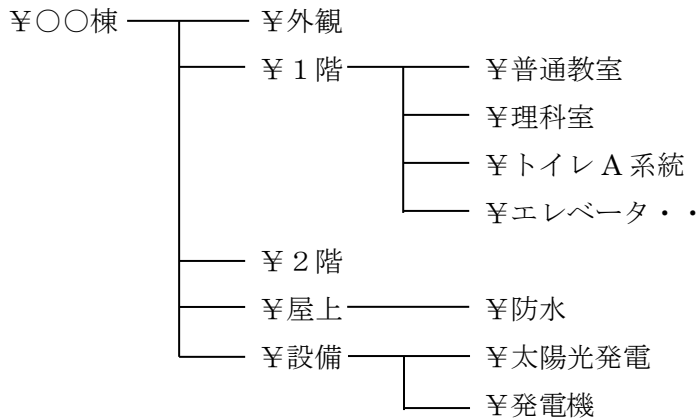 ¥○○棟 ¥外観
¥1階 ¥普通教室
¥理科室
¥トイレA系統
¥エレベータ・・
¥2階
¥屋上 ¥防水
¥設備 ¥太陽光発電
¥発電機